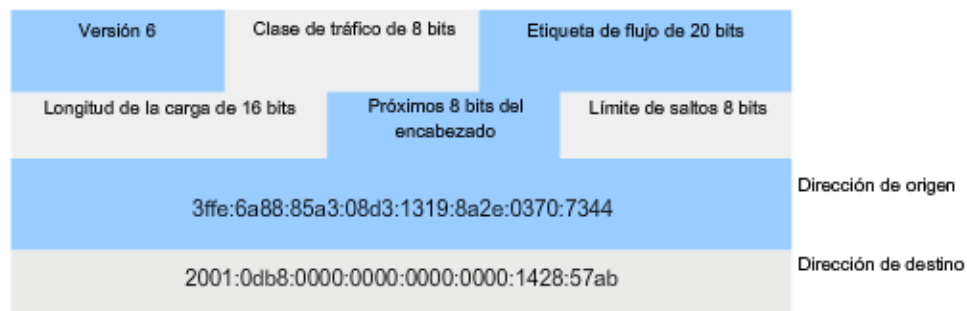 Versión 6
Clase de tráfico de 8 bits
Etiqueta de flujo de 20 bits
Longitud de la carga de 16 bits
Próximos 8 bits del
encabezado
Límite de saltos 8 bits
3ffe:6a88:85a3:08d3:1319:8a2e:0370:7344
Dirección de origen
2001:0db8:0000:0000:0000:0000:1428:57ab
Dirección de destino